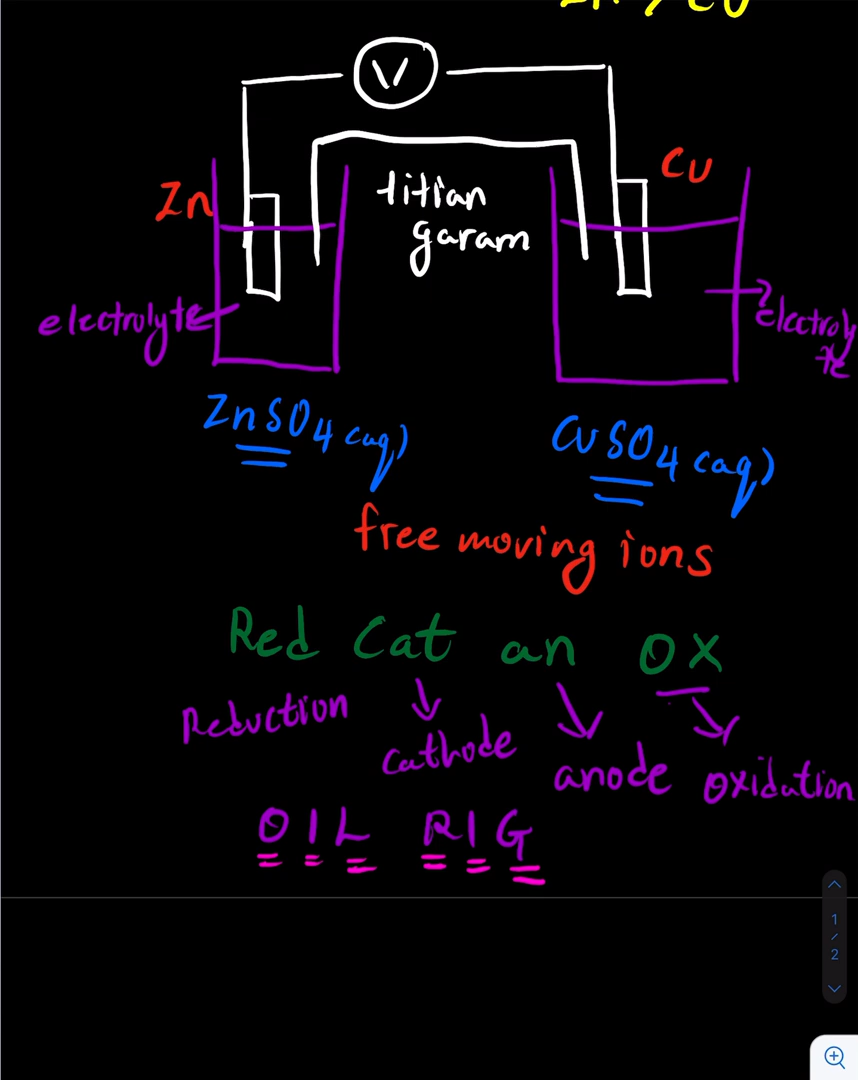 V
Zn
Cu
titian
garam
electrolyte
electroly
te
ZnSO4 (aq)
CuSO4 (aq)
free moving ions
Red Cat an OX
Reduction
cathode
anode
oxidation
OIL RIG
1
/
2